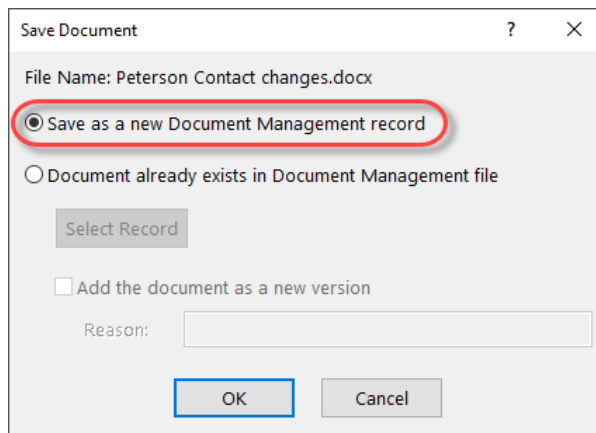 Save Document ?
File Name: Peterson Contact changes.docx
Save as a new Document Management record
Document already exists in Document Management file
Select Record
Add the document as a new version
Reason:
OK Cancel